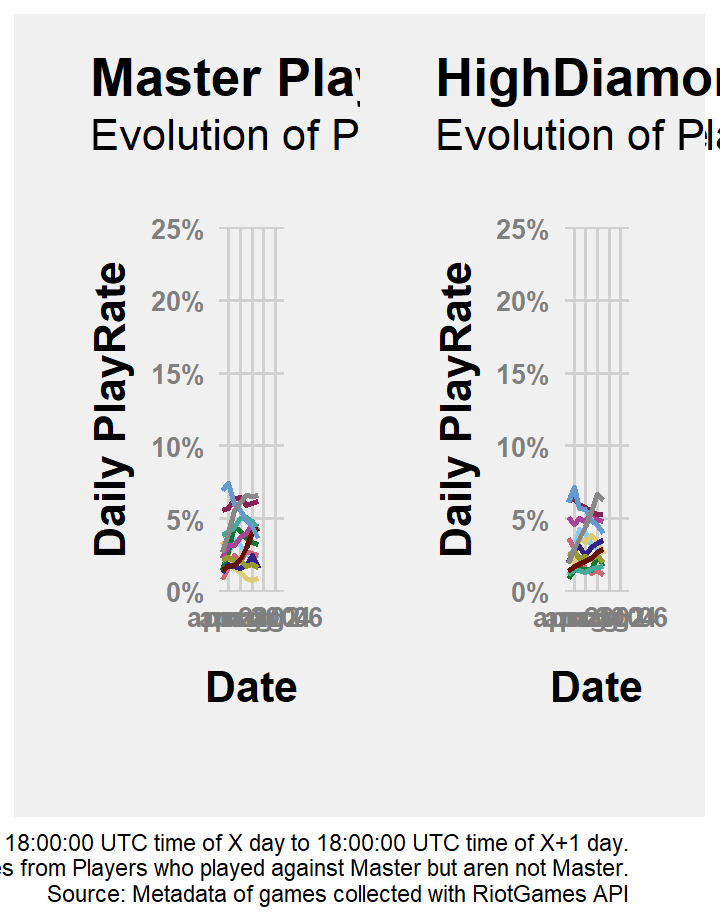 Master Play
HighDiamo
Evolution of P
Evolution of Pla
25%
25%
20%
20%
15%
15%
10%
10%
5%
5%
0%
0%
Daily PlayRate
Daily PlayRate
Date
Date
18:00:00 UTC time of X day to 18:00:00 UTC time of X+1 day.
from Players who played against Master but aren not Master.
Source: Metadata of games collected with RiotGames API